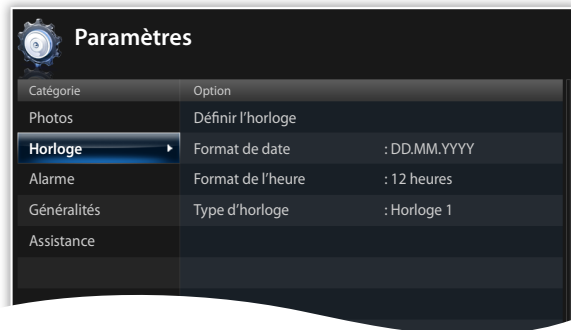 Paramètres
Catégorie Option
Photos Définir l'horloge
Horloge Format de date : DD.MM.YYYY
Alarme Format de l'heure : 12 heures
Généralités Type d'horloge : Horloge 1
Assistance